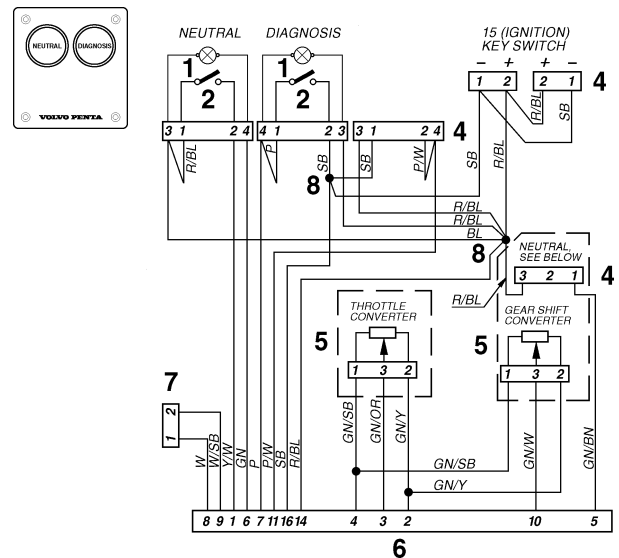 NEUTRAL DIAGNOSIS
VOLVO PENTA
NEUTRAL DIAGNOSIS 15 (IGNITION)
KEY SWITCH
1 1
2 2
− + + −
1 2 2 1 4
3 1 2 4 4 1 2 3 3 1 2 4 4
R/BL P SB SB P/W SB R/BL R/BL SB
8
R/BL
R/BL
BL
8
NEUTRAL,
SEE BELOW
3 2 1 4
R/BL
THROTTLE
CONVERTER
GEAR SHIFT
CONVERTER
5 5
1 3 2 1 3 2
7
2
1
W W/SB Y/W GN P P/W SB R/BL GN/SB GN/OR GN/Y GN/W GN/BN
GN/SB
GN/Y
8 9 1 6 7 11 16 14 4 3 2 10 5
6